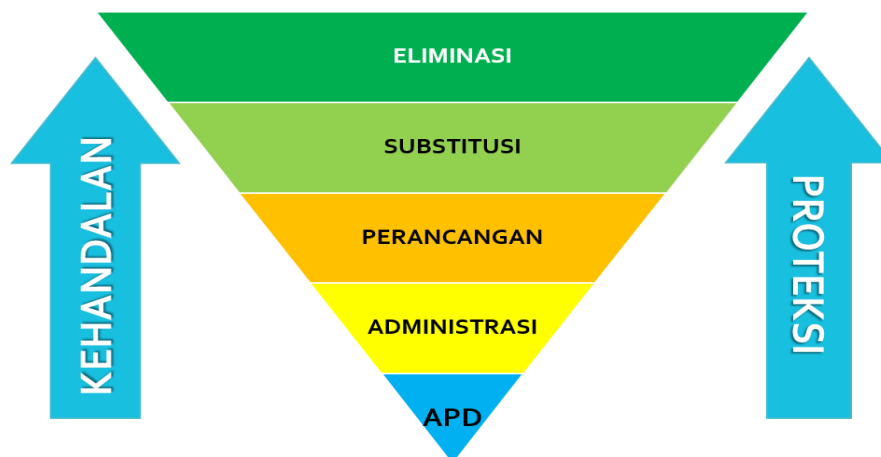 ELIMINASI
SUBSTITUSI
PERANCANGAN
ADMINISTRASI
APD
KEHANDALAN
PROTEKSI